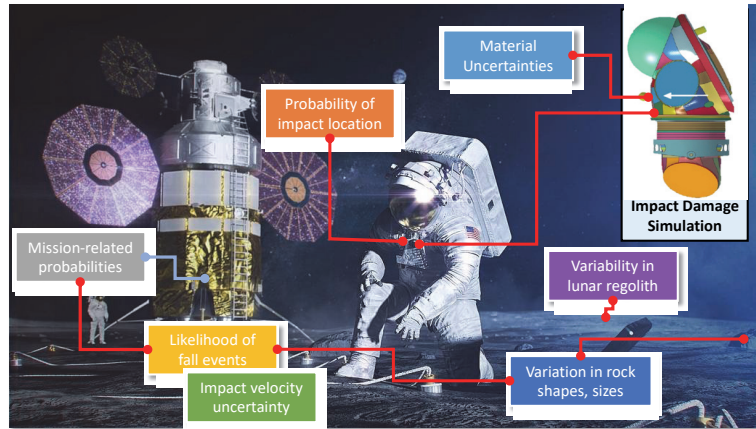 Material
Uncertainties
Probability of
impact location
Impact Damage
Simulation
Mission-related
probabilities
Variability in
lunar regolith
Likelihood of
fall events
Variation in rock
shapes, sizes
Impact velocity
uncertainty